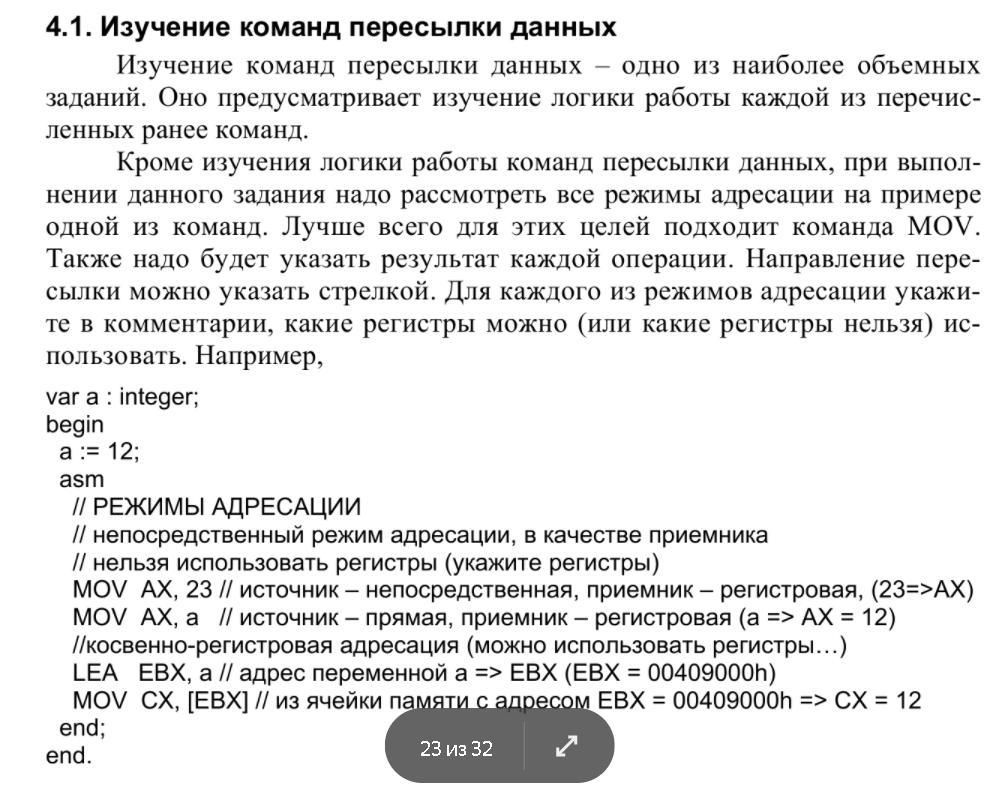 4.1. Изучение команд пересылки данных
Изучение команд пересылки данных – одно из наиболее объемных
заданий. Оно предусматривает изучение логики работы каждой из перечис-
ленных ранее команд.
Кроме изучения логики работы команд пересылки данных, при выпол-
нении данного задания надо рассмотреть все режимы адресации на примере
одной из команд. Лучше всего для этих целей подходит команда MOV.
Также надо будет указать результат каждой операции. Направление пере-
сылки можно указать стрелкой. Для каждого из режимов адресации укажи-
те в комментарии, какие регистры можно (или какие регистры нельзя) ис-
пользовать. Например,
var a : integer;
begin
a := 12;
asm
// РЕЖИМЫ АДРЕСАЦИИ
// непосредственный режим адресации, в качестве приемника
// нельзя использовать регистры (укажите регистры)
MOV AX, 23 // источник – непосредственная, приемник – регистровая, (23=>AX)
MOV AX, a // источник – прямая, приемник – регистровая (a => AX = 12)
//косвенно-регистровая адресация (можно использовать регистры…)
LEA EBX, a // адрес переменной a => EBX (EBX = 00409000h)
MOV CX, [EBX] // из ячейки памяти с адресом EBX = 00409000h => CX = 12
end;
end.
23 из 32